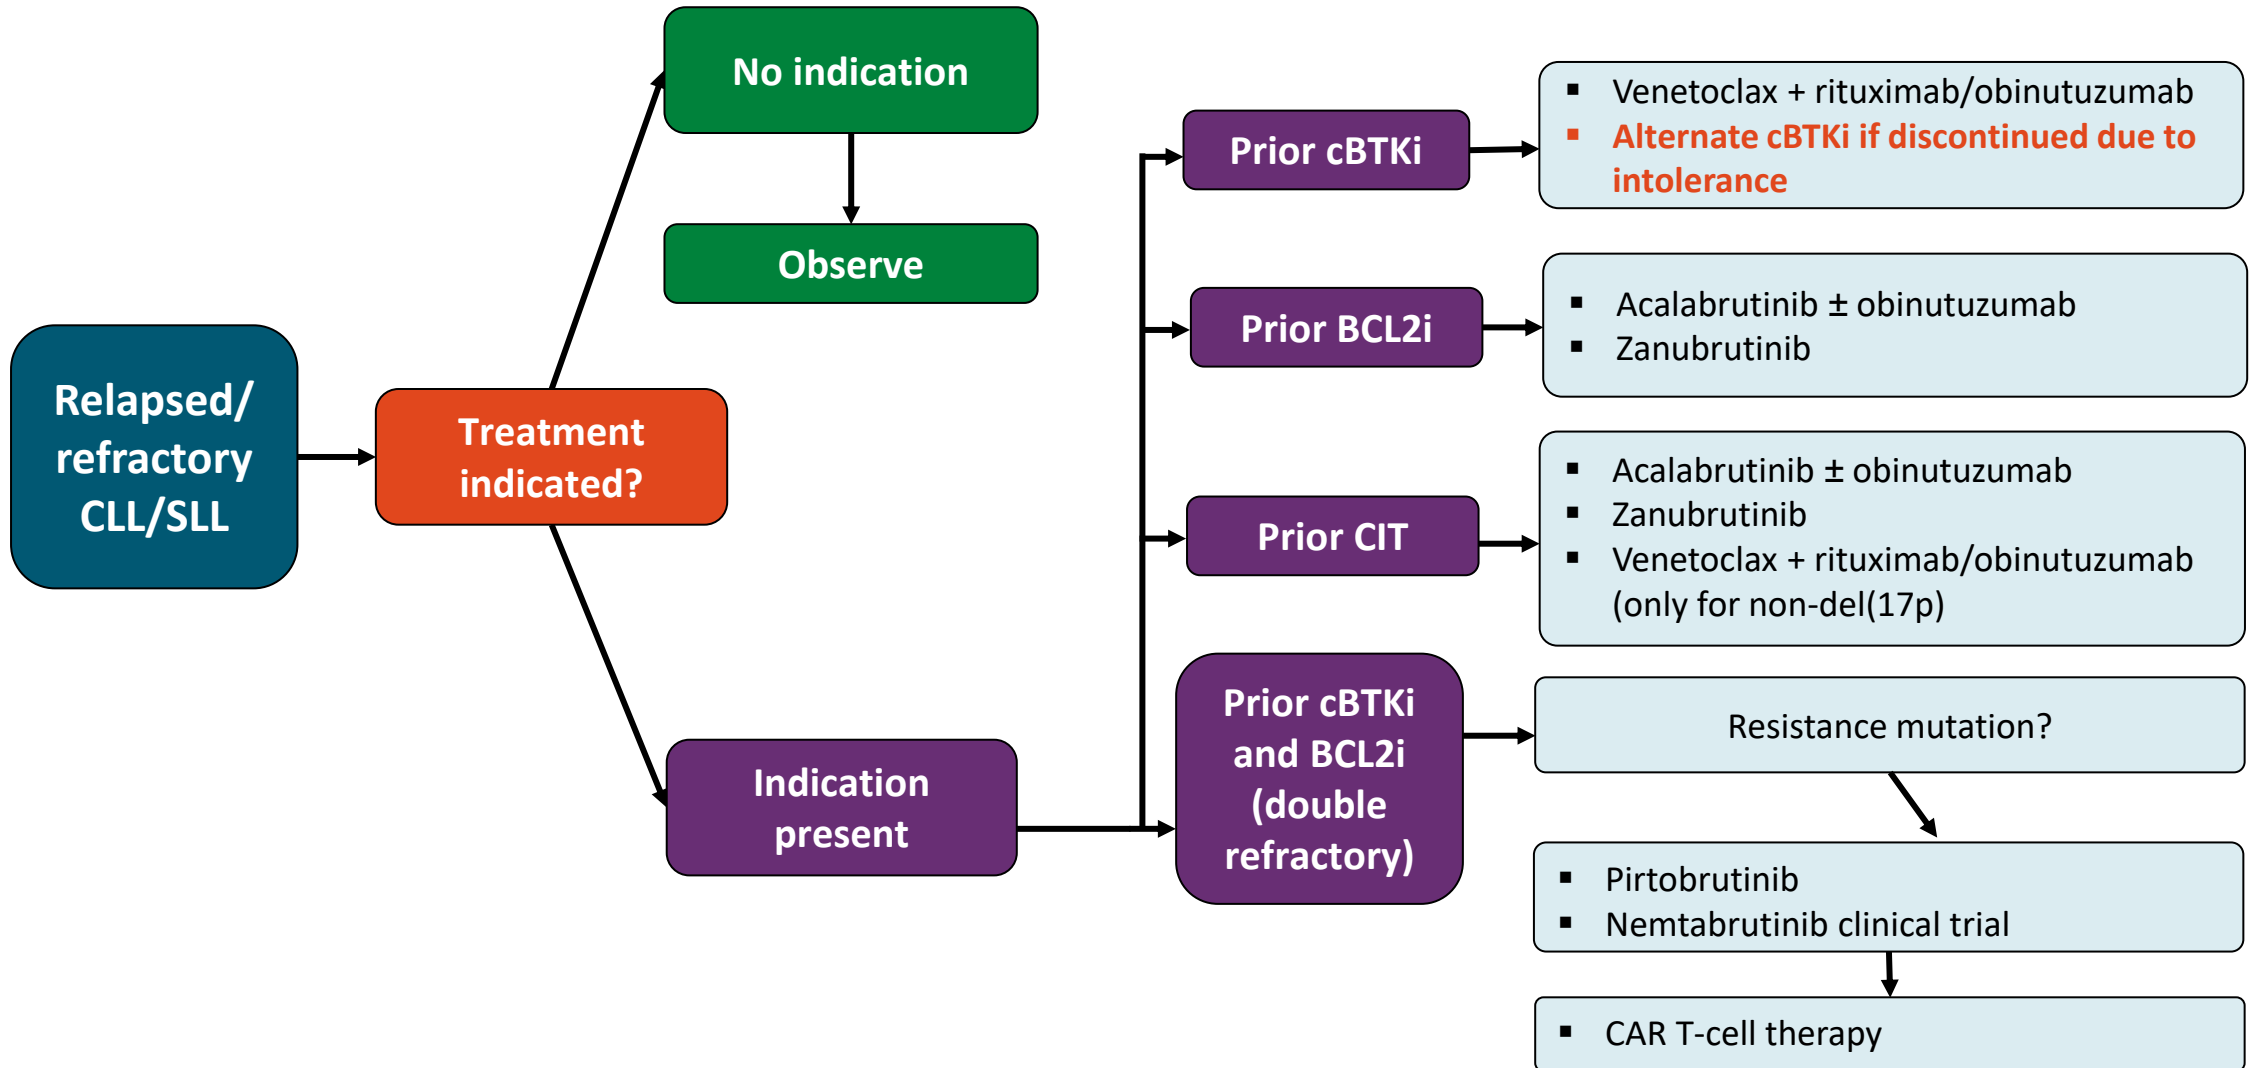 Relapsed/
refractory
CLL/SLL
Treatment
indicated?
No indication
Observe
Indication
present
Prior cBTKi
▪ Venetoclax + rituximab/obinutuzumab
▪ Alternate cBTKi if discontinued due to
intolerance
Prior BCL2i
▪ Acalabrutinib ± obinutuzumab
▪ Zanubrutinib
Prior CIT
▪ Acalabrutinib ± obinutuzumab
▪ Zanubrutinib
▪ Venetoclax + rituximab/obinutuzumab
(only for non-del(17p)
Prior cBTKi
and BCL2i
(double
refractory)
Resistance mutation?
▪ Pirtobrutinib
▪ Nemtabrutinib clinical trial
▪ CAR T-cell therapy